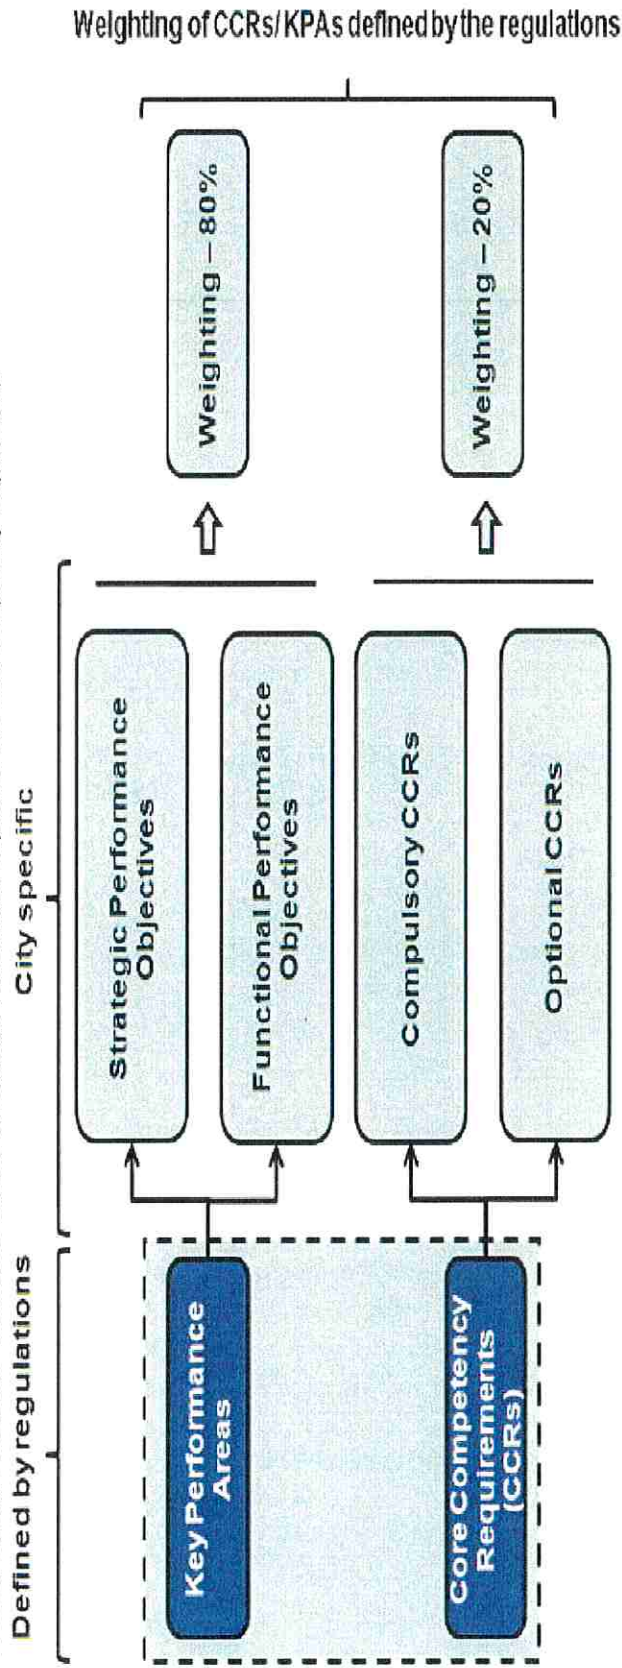 Defined by regulations
City specific
Key Performance
Areas
Core Competency
Requirements
(CCRs)
Strategic Performance
Objectives
Functional Performance
Objectives
Compulsory CCRs
Optional CCRs
Weighting – 80%
Weighting – 20%
Weighting of CCRs/KPAs defined by the regulations